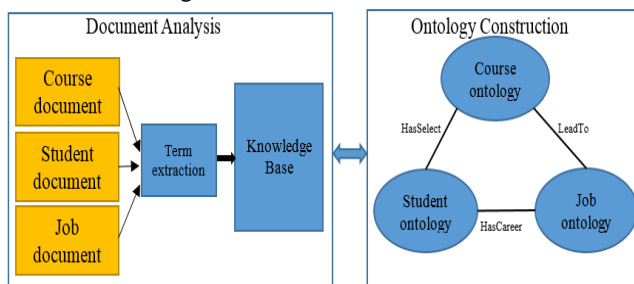 Document Analysis
Course
document
Student
document
Job
document
Term
extraction
Knowledge
Base
Ontology Construction
Course
ontology
HasSelect
LeadTo
Student
ontology
HasCareer
Job
ontology